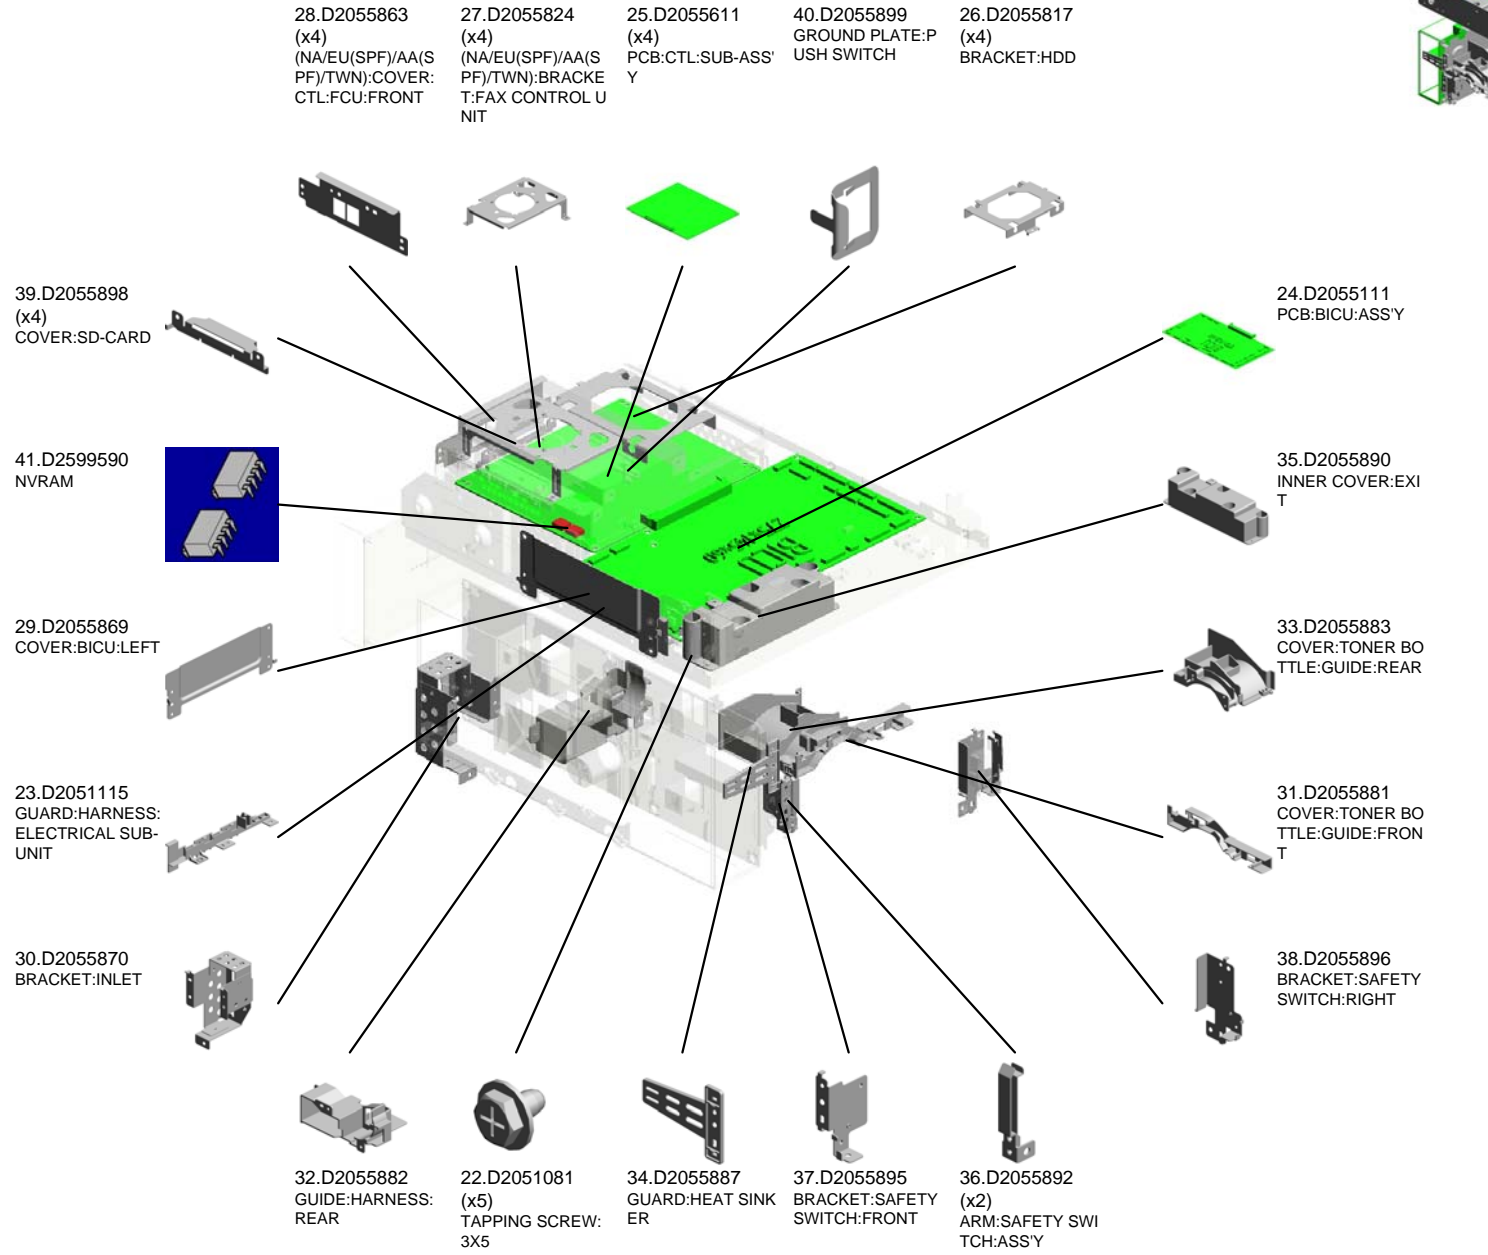 28.D2055863
(x4)
(NA/EU(SPF)/AA(S
PF)/TWN):COVER:
CTL:FCU:FRONT
27.D2055824
(x4)
(NA/EU(SPF)/AA(S
PF)/TWN):BRACKE
T:FAX CONTROL U
NIT
25.D2055611
(x4)
PCB:CTL:SUB-ASS'
Y
40.D2055899
GROUND PLATE:P
USH SWITCH
26.D2055817
(x4)
BRACKET:HDD
39.D2055898
(x4)
COVER:SD-CARD
24.D2055111
PCB:BICU:ASS'Y
41.D2599590
NVRAM
35.D2055890
INNER COVER:EXI
T
29.D2055869
COVER:BICU:LEFT
33.D2055883
COVER:TONER BO
TTLE:GUIDE:REAR
23.D2051115
GUARD:HARNESS:
ELECTRICAL SUB-
UNIT
31.D2055881
COVER:TONER BO
TTLE:GUIDE:FRON
T
30.D2055870
BRACKET:INLET
38.D2055896
BRACKET:SAFETY
SWITCH:RIGHT
32.D2055882
GUIDE:HARNESS:
REAR
22.D2051081
(x5)
TAPPING SCREW:
3X5
34.D2055887
GUARD:HEAT SINK
ER
37.D2055895
BRACKET:SAFETY
SWITCH:FRONT
36.D2055892
(x2)
ARM:SAFETY SWI
TCH:ASS'Y